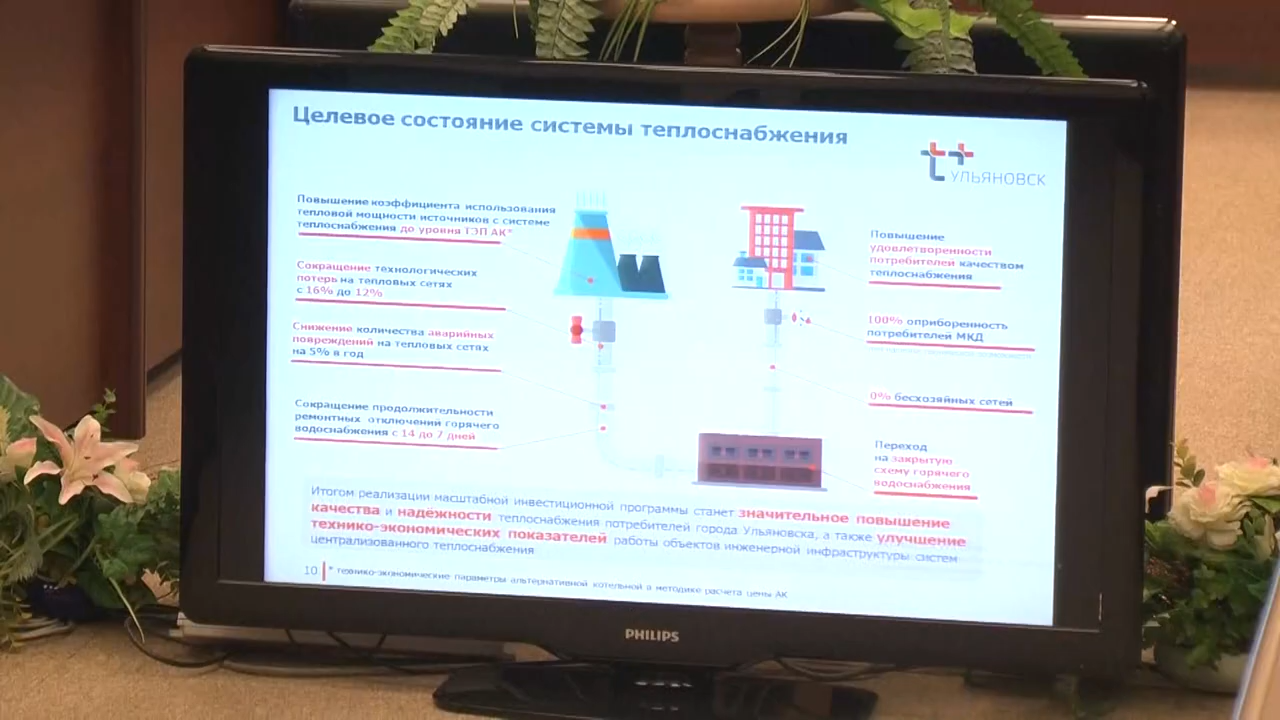 Целевое состояние системы теплоснабжения
т+
УЛЬЯНОВСК
Повышение коэффициента использования
тепловой мощности источников с системе
теплоснабжения до уровня ТЭП АК*
Сокращение технологических
потерь на тепловых сетях
с 16% до 12%
Снижение количества аварийных
повреждений на тепловых сетях
на 5% в год
Сокращение продолжительности
ремонтных отключений горячего
водоснабжения с 14 до 7 дней
Повышение
удовлетворенности
потребителей качеством
теплоснабжения
100% оприборенность
потребителей МКД
0% бесхозяйных сетей
Переход
на закрытую
схему горячего
водоснабжения
Итогом реализации масштабной инвестиционной программы станет значительное повышение
качества и надёжности теплоснабжения потребителей города Ульяновска, а также улучшение
технико-экономических показателей работы объектов инженерной инфраструктуры систем
централизованного теплоснабжения
10 * технико-экономические параметры альтернативной котельной в методике расчета цены АК
PHILIPS